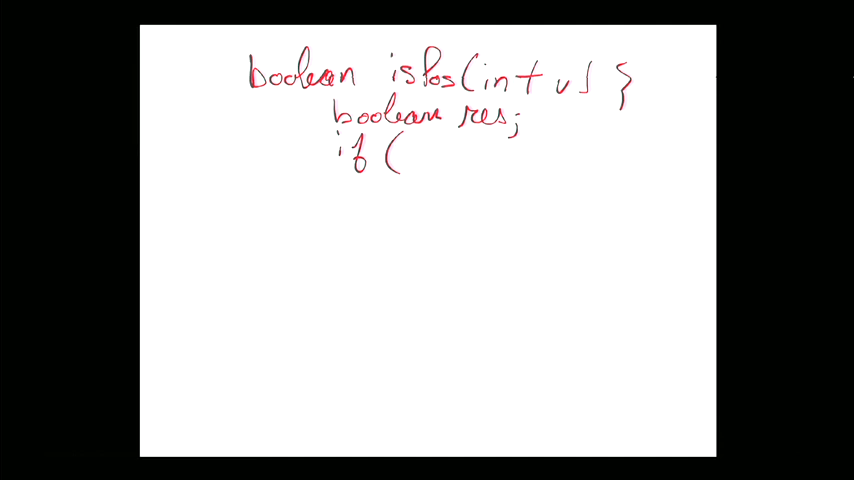 boolean isPos(int v) {
boolean res;
if (